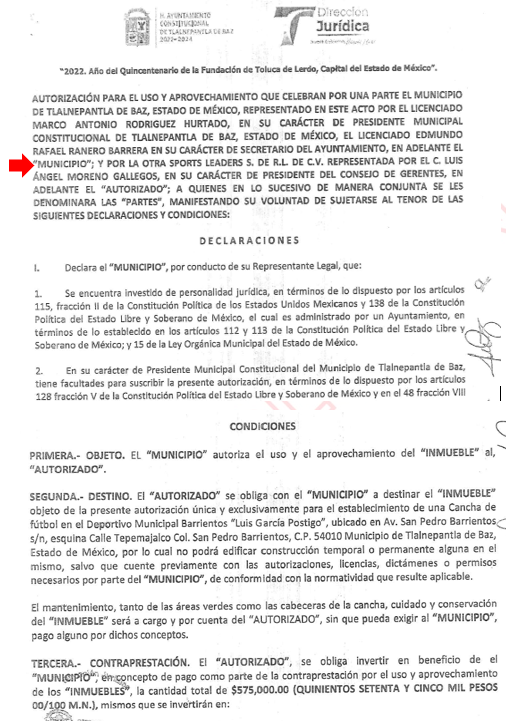 H. AYUNTAMIENTO
CONSTITUCIONAL
DE TLALNEPANTLA DE BAZ
2022-2024
Dirección
Jurídica
"2022. Año del Quincentenario de la Fundación de Toluca de Lerdo, Capital del Estado de México".
AUTORIZACIÓN PARA EL USO Y APROVECHAMIENTO QUE CELEBRAN POR UNA PARTE EL MUNICIPIO
DE TLALNEPANTLA DE BAZ, ESTADO DE MÉXICO, REPRESENTADO EN ESTE ACTO POR EL LICENCIADO
MARCO ANTONIO RODRIGUEZ HURTADO, EN SU CARÁCTER DE PRESIDENTE MUNICIPAL
CONSTITUCIONAL DE TLALNEPANTLA DE BAZ, ESTADO DE MÉXICO, EL LICENCIADO EDMUNDO
RAFAEL RANERO BARRERA EN SU CARÁCTER DE SECRETARIO DEL AYUNTAMIENTO, EN ADELANTE EL
"MUNICIPIO"; Y POR LA OTRA SPORTS LEADERS S. DE R.L. DE C.V. REPRESENTADA POR EL C. LUIS
ÁNGEL MORENO GALLEGOS, EN SU CARÁCTER DE PRESIDENTE DEL CONSEJO DE GERENTES, EN
ADELANTE EL "AUTORIZADO"; A QUIENES EN LO SUCESIVO DE MANERA CONJUNTA SE LES
DENOMINARA LAS "PARTES", MANIFESTANDO SU VOLUNTAD DE SUJETARSE AL TENOR DE LAS
SIGUIENTES DECLARACIONES Y CONDICIONES:
DECLARACIONES
I. Declara el "MUNICIPIO", por conducto de su Representante Legal, que:
1. Se encuentra investido de personalidad jurídica, en términos de lo dispuesto por los artículos
115, fracción II de la Constitución Política de los Estados Unidos Mexicanos y 138 de la Constitución
Política del Estado Libre y Soberano de México, el cual es administrado por un Ayuntamiento, en
términos de lo establecido en los artículos 112 y 113 de la Constitución Política del Estado Libre y
Soberano de México; y 15 de la Ley Orgánica Municipal del Estado de México.
2. En su carácter de Presidente Municipal Constitucional del Municipio de Tlalnepantla de Baz,
tiene facultades para suscribir la presente autorización, en términos de lo dispuesto por los artículos
128 fracción V de la Constitución Política del Estado Libre y Soberano de México y en el 48 fracción VIII
CONDICIONES
PRIMERA.- OBJETO. EL "MUNICIPIO" autoriza el uso y el aprovechamiento del "INMUEBLE" al,
"AUTORIZADO".
SEGUNDA.- DESTINO. El "AUTORIZADO" se obliga con el "MUNICIPIO" a destinar el "INMUEBLE"
objeto de la presente autorización única y exclusivamente para el establecimiento de una Cancha de
fútbol en el Deportivo Municipal Barrientos "Luis García Postigo", ubicado en Av. San Pedro Barrientos
s/n, esquina Calle Tepemajalco Col. San Pedro Barrientos, C.P. 54010 Municipio de Tlalnepantla de Baz,
Estado de México, por lo cual no podrá edificar construcción temporal o permanente alguna en el
mismo, salvo que cuente previamente con las autorizaciones, licencias, dictámenes o permisos
necesarios por parte del "MUNICIPIO", de conformidad con la normatividad que resulte aplicable.
El mantenimiento, tanto de las áreas verdes como las cabeceras de la cancha, cuidado y conservación
del "INMUEBLE" será a cargo y por cuenta del "AUTORIZADO", sin que pueda exigir al "MUNICIPIO",
pago alguno por dichos conceptos.
TERCERA.- CONTRAPRESTACIÓN. El "AUTORIZADO", se obliga invertir en beneficio de el
"MUNICIPIO", en concepto de pago como parte de la contraprestación por el uso y aprovechamiento
de los "INMUEBLES", la cantidad total de $575,000.00 (QUINIENTOS SETENTA Y CINCO MIL PESOS
00/100 M.N.), mismos que se invertirán en: